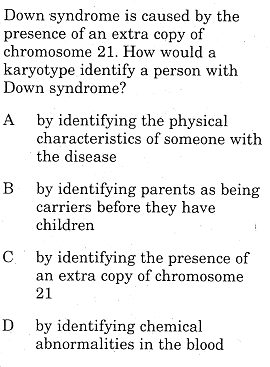 Down syndrome is caused by the
presence of an extra copy of
chromosome 21. How would a
karyotype identify a person with
Down syndrome?
A by identifying the physical
characteristics of someone with
the disease
B by identifying parents as being
carriers before they have
children
C by identifying the presence of
an extra copy of chromosome
21
D by identifying chemical
abnormalities in the blood